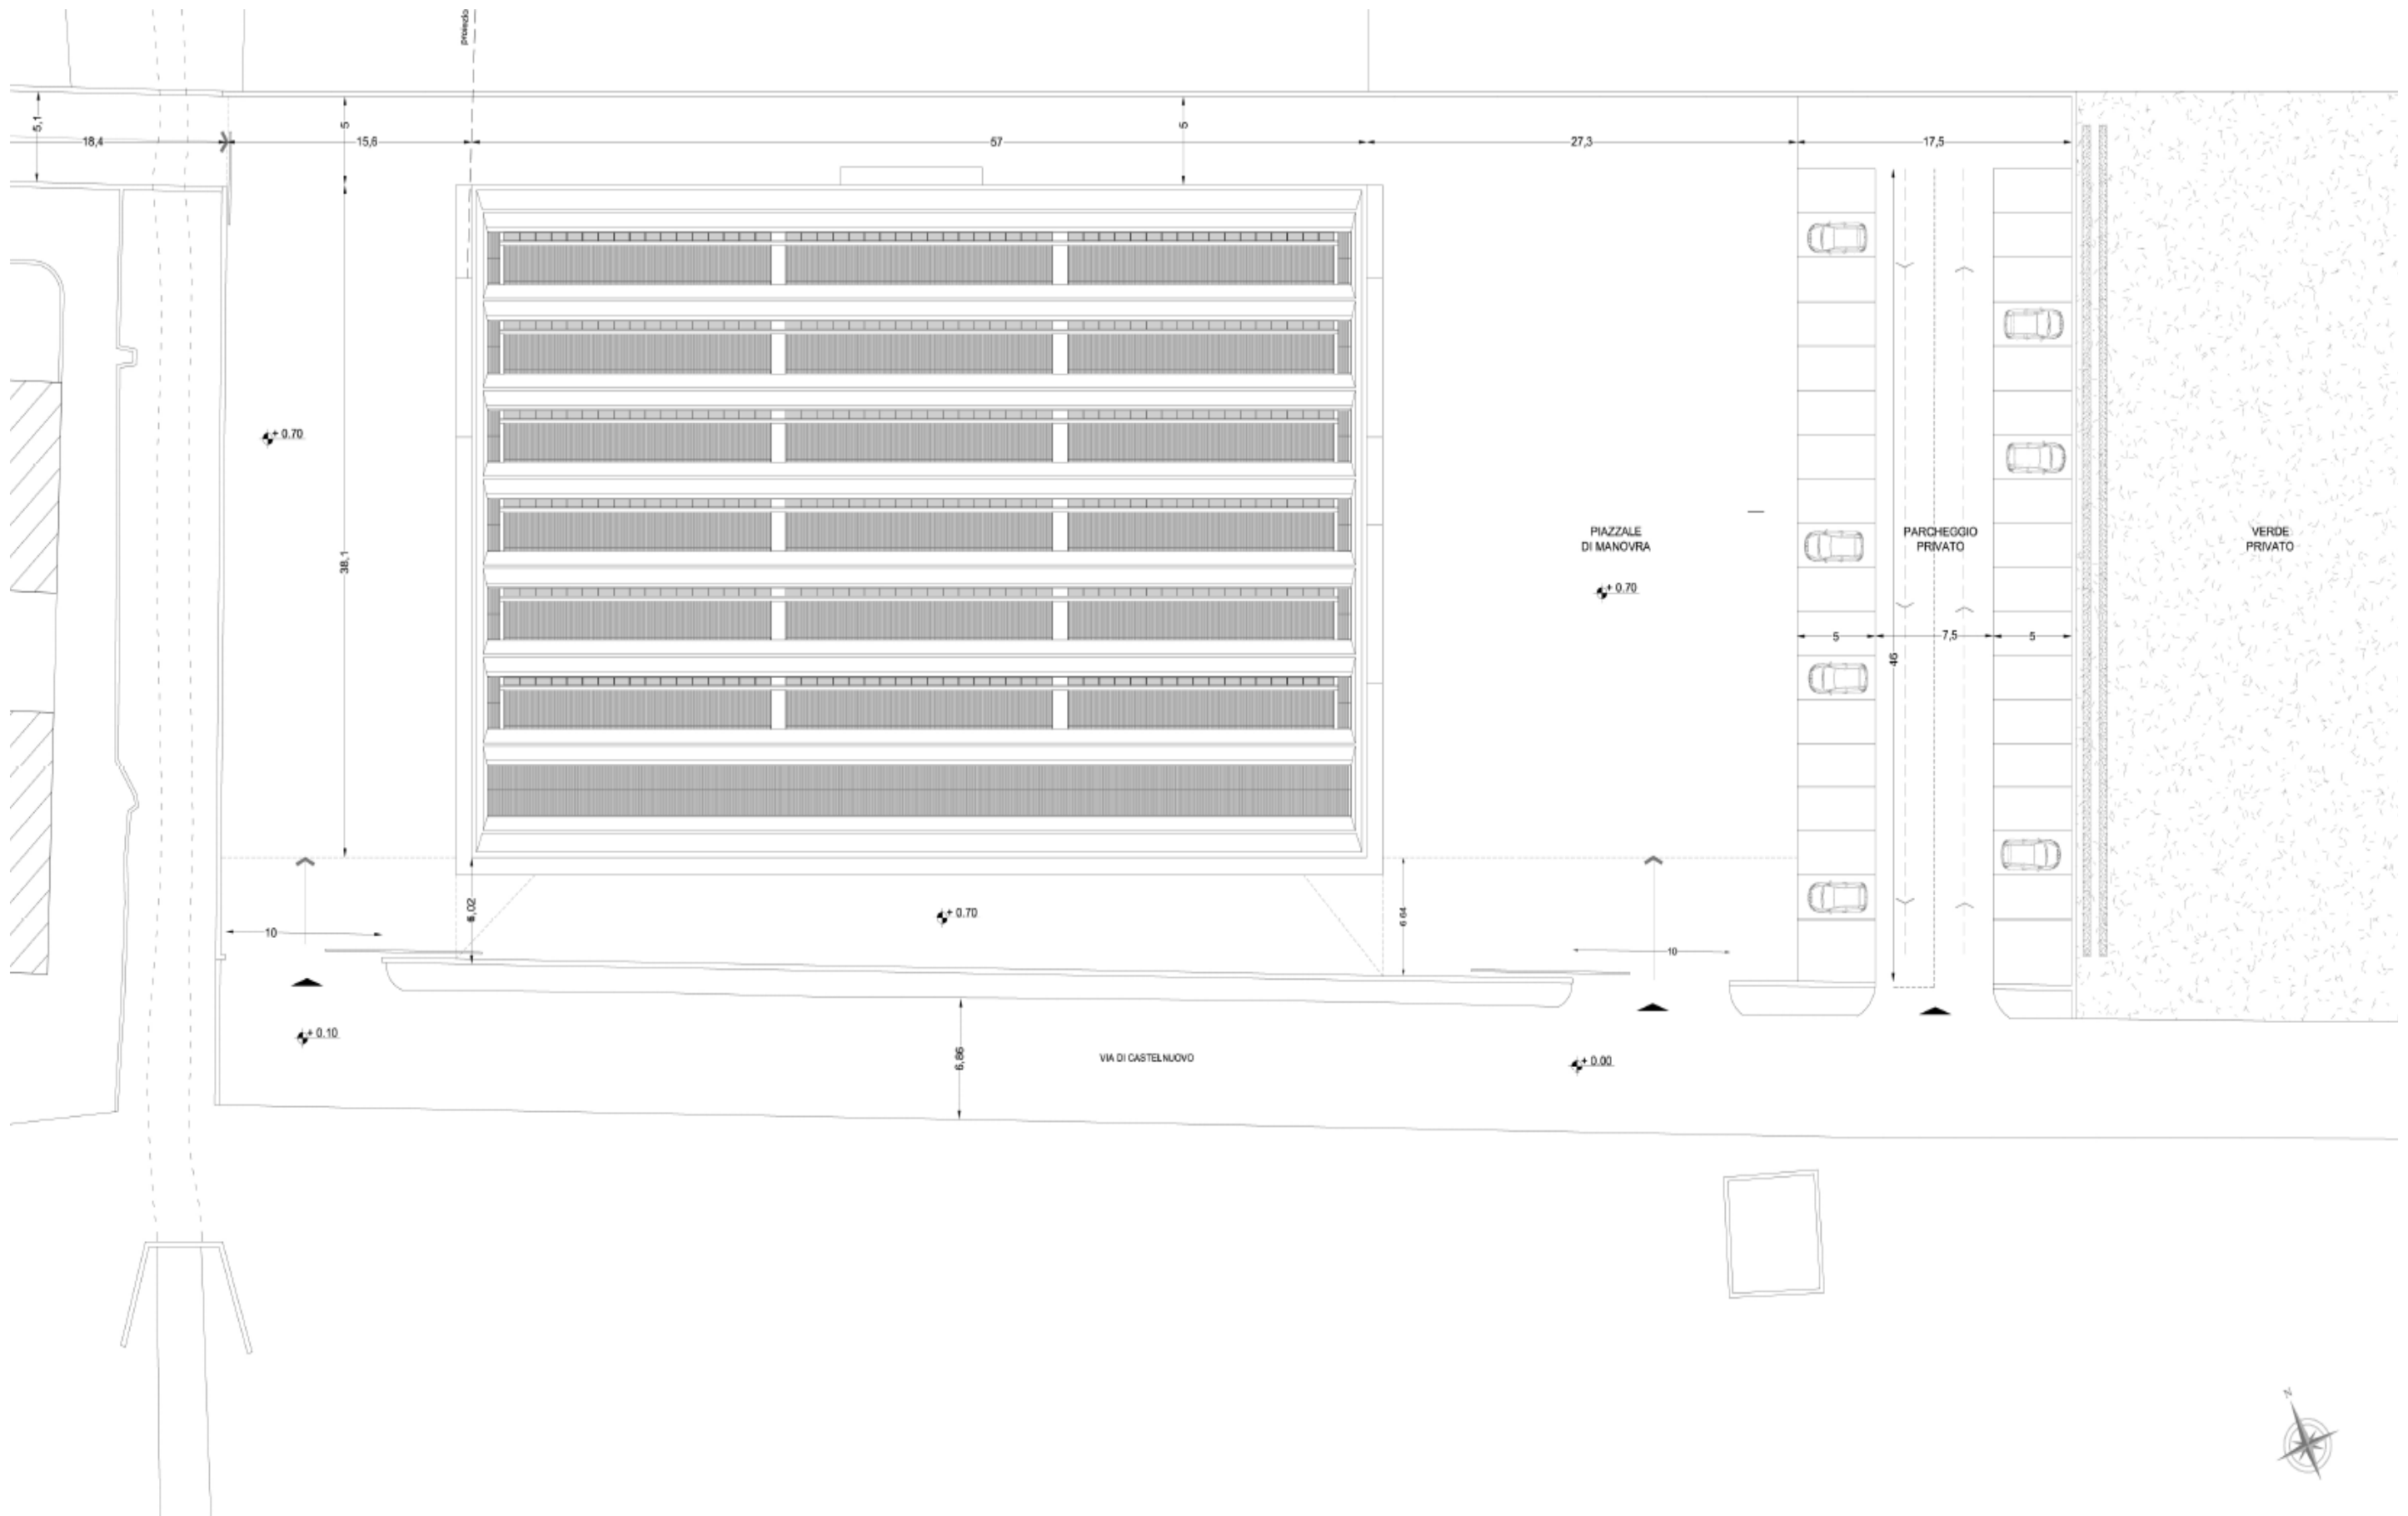 proiezio
5,1
18,4
5
15,6
57
5
27,3
17,5
+ 0.70
38,1
PIAZZALE
DI MANOVRA
+ 0.70
PARCHEGGIO
PRIVATO
VERDE
PRIVATO
5
7,5
5
46
6,02
+ 0.70
6.64
10
10
+ 0.10
6,86
VIA DI CASTELNUOVO
+ 0.00
N